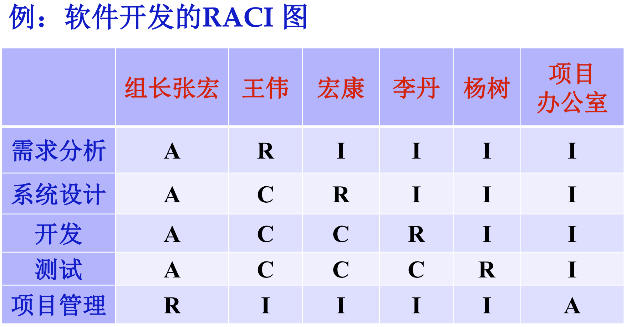 例：软件开发的RACI 图
组长张宏 王伟 宏康 李丹 杨树 项目
办公室
需求分析 A R I I I I
系统设计 A C R I I I
开发 A C C R I I
测试 A C C C R I
项目管理 R I I I I A